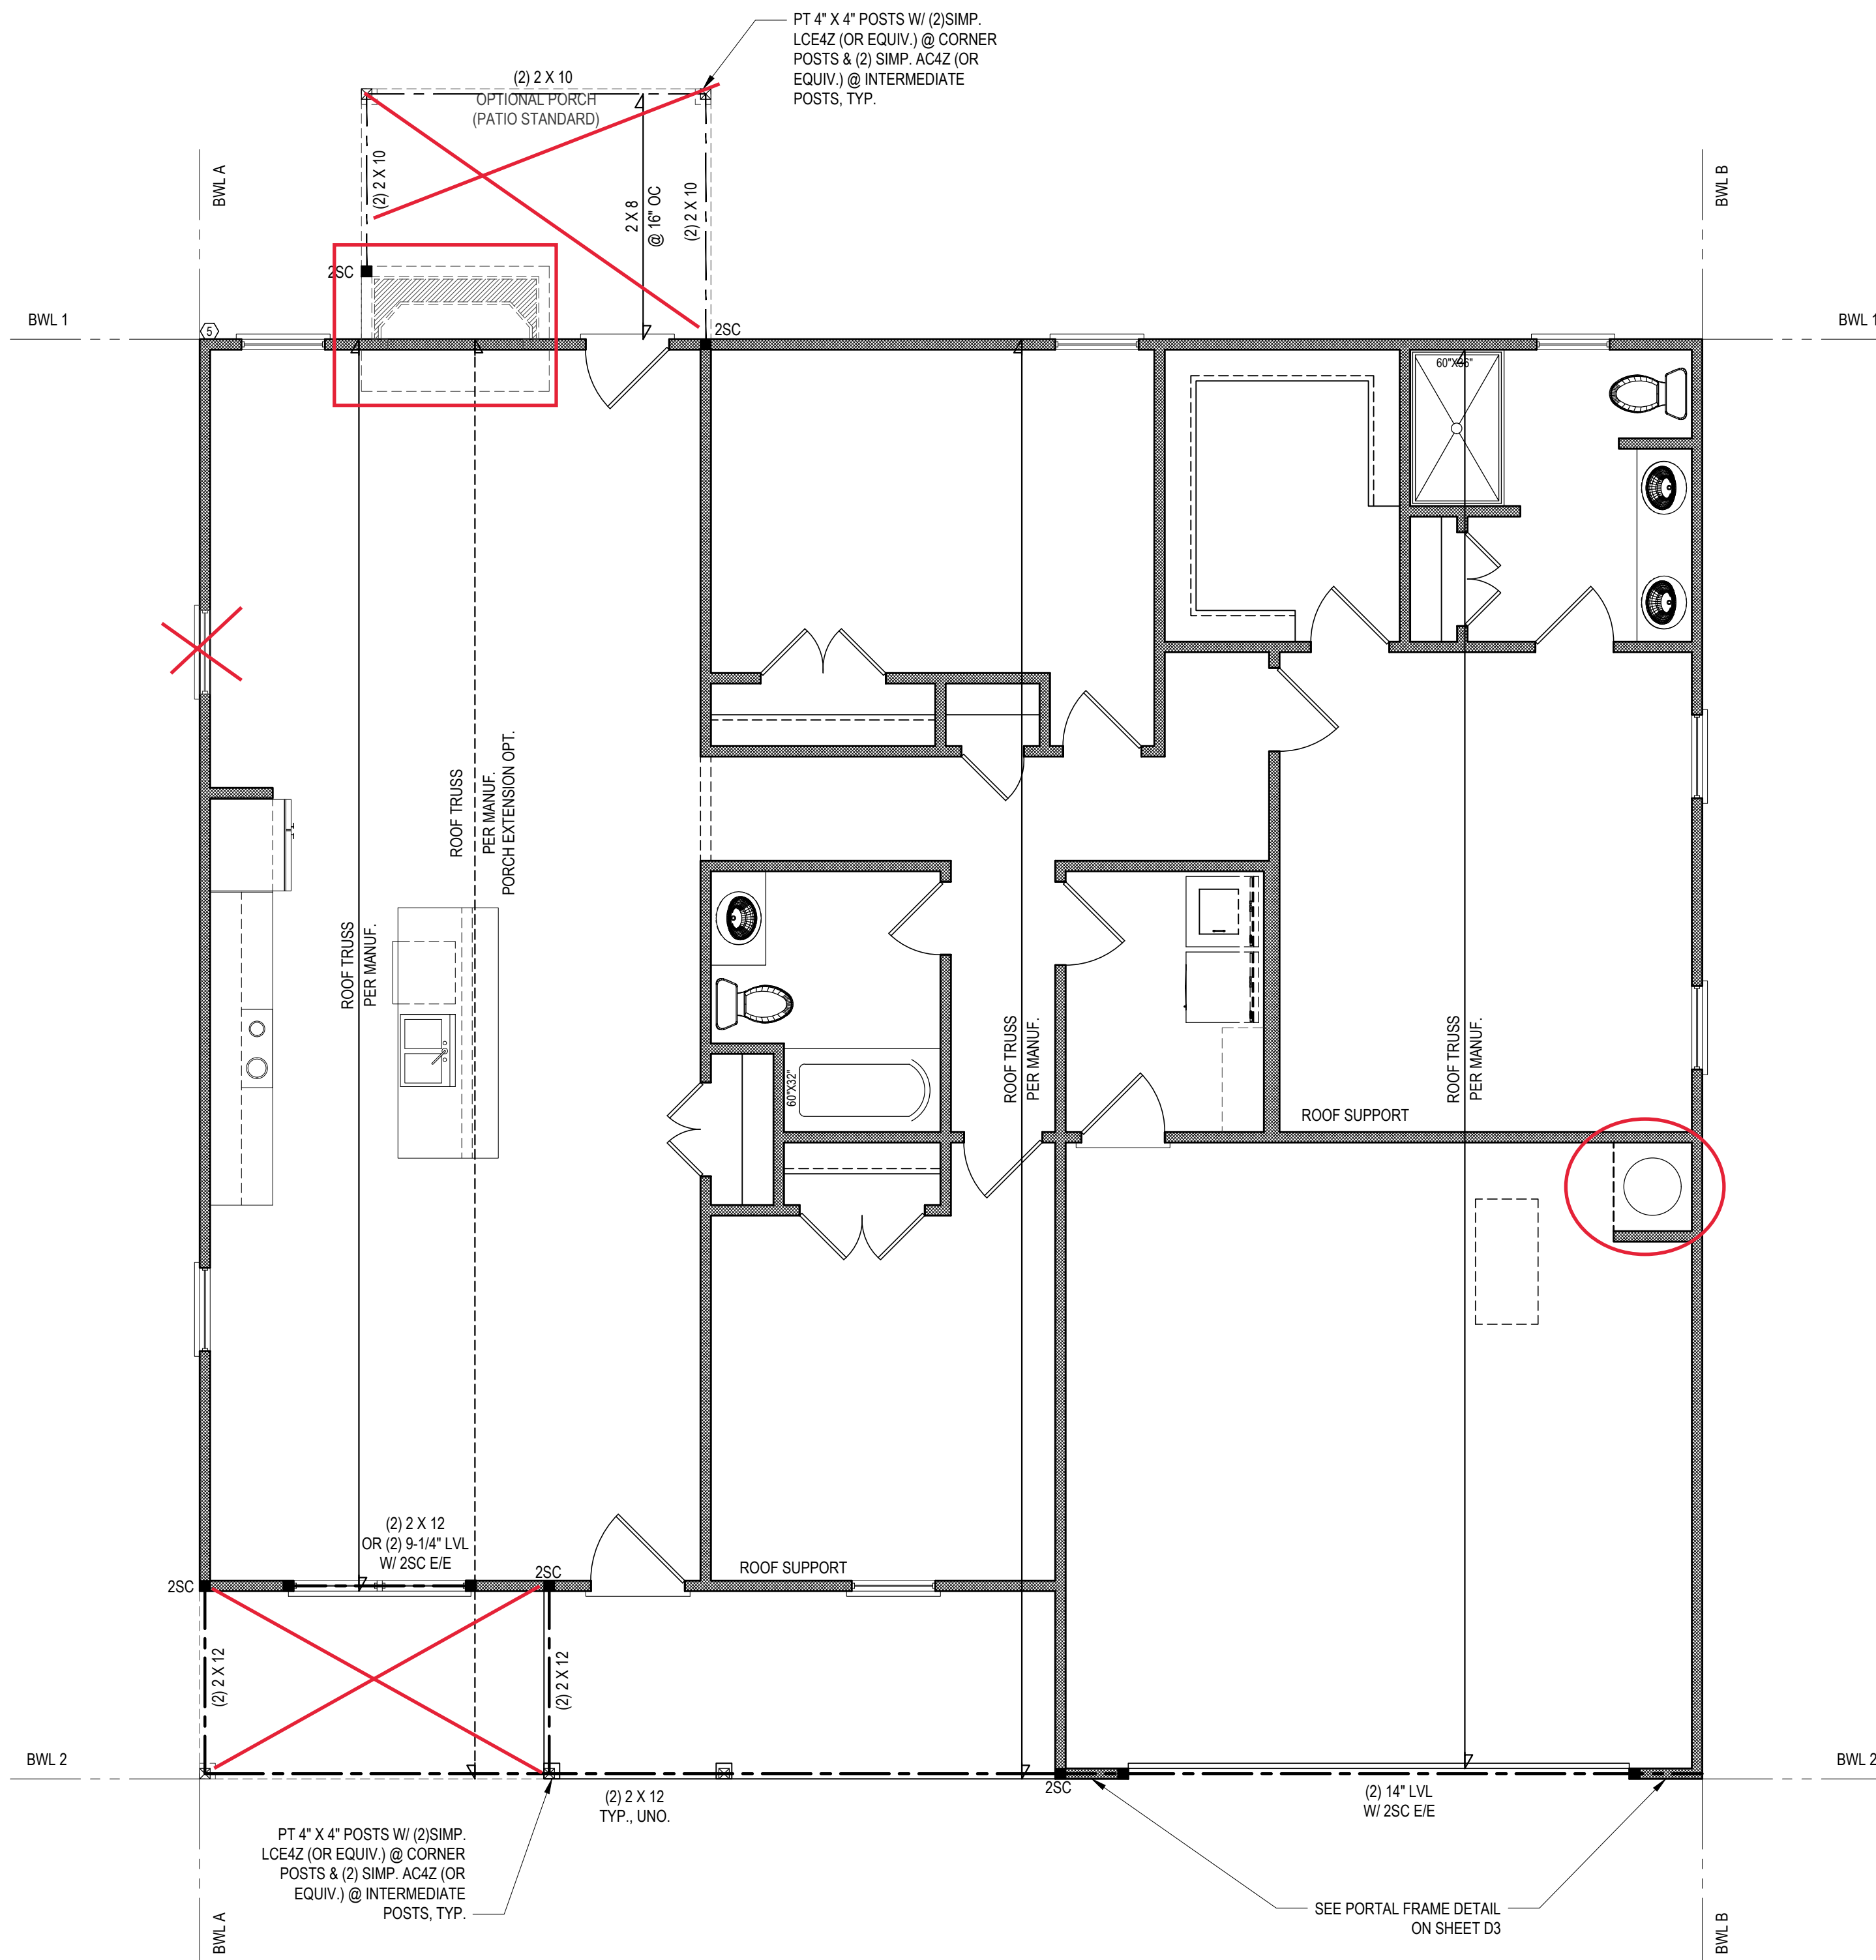 PT 4" X 4" POSTS W/ (2)SIMP.
LCE4Z (OR EQUIV.) @ CORNER
POSTS & (2) SIMP. AC4Z (OR
EQUIV.) @ INTERMEDIATE
POSTS, TYP.
(2) 2 X 10
OPTIONAL PORCH
(PATIO STANDARD)
(2) 2 X 10
2 X 8
@ 16" OC
(2) 2 X 10
BWL A
BWL B
2SC
BWL 1
5
2SC
BWL 1
60"X36"
ROOF TRUSS
PER MANUF.
PORCH EXTENSION OPT.
ROOF TRUSS
PER MANUF.
ROOF TRUSS
PER MANUF.
ROOF TRUSS
PER MANUF.
60"X32"
ROOF SUPPORT
(2) 2 X 12
OR (2) 9-1/4" LVL
W/ 2SC E/E
2SC
2SC
ROOF SUPPORT
(2) 2 X 12
(2) 2 X 12
BWL 2
BWL 2
2SC
(2) 2 X 12
TYP., UNO.
(2) 14" LVL
W/ 2SC E/E
PT 4" X 4" POSTS W/ (2)SIMP.
LCE4Z (OR EQUIV.) @ CORNER
POSTS & (2) SIMP. AC4Z (OR
EQUIV.) @ INTERMEDIATE
POSTS, TYP.
SEE PORTAL FRAME DETAIL
ON SHEET D3
BWL A
BWL B